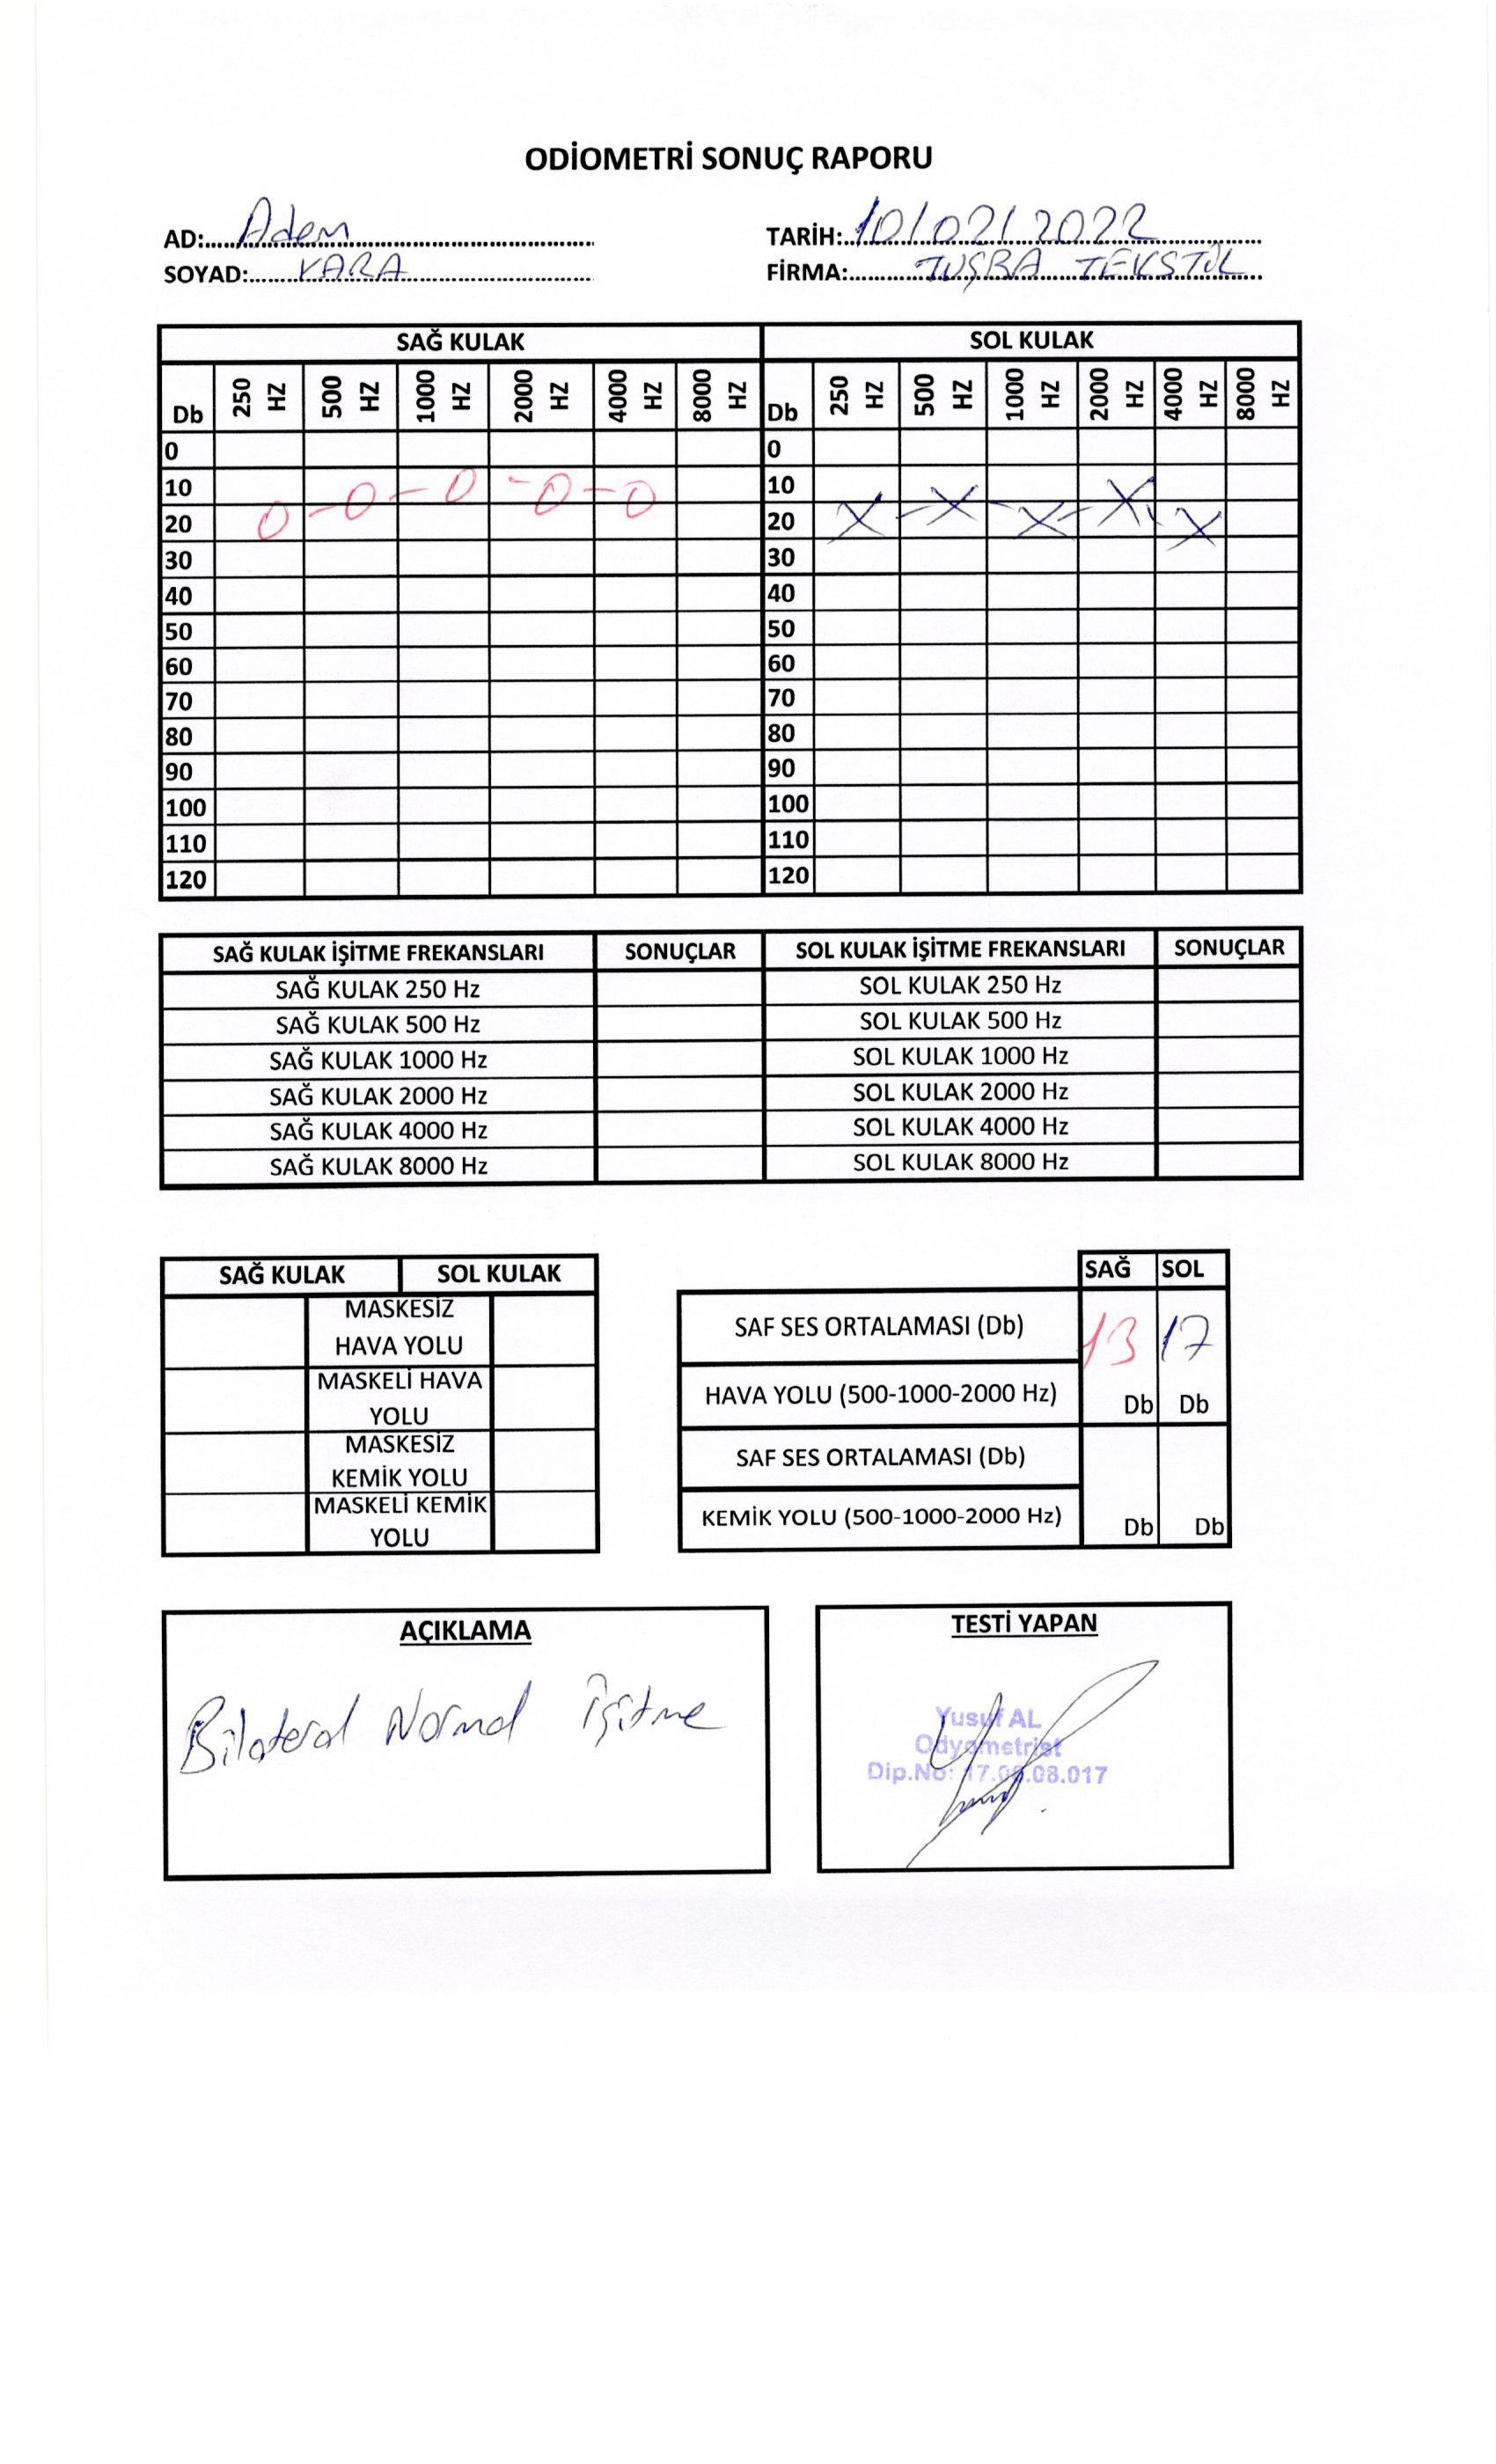 ODİOMETRİ SONUÇ RAPORU
AD: Adem
TARİH: 10/02/2022
SOYAD: KARA
FİRMA: TUŞBA TEKSTİL
SAĞ KULAK SOL KULAK
Db 250 HZ 500 HZ 1000 HZ 2000 HZ 4000 HZ 8000 HZ Db 250 HZ 500 HZ 1000 HZ 2000 HZ 4000 HZ 8000 HZ
0 0
10 10
20 20
30 30
40 40
50 50
60 60
70 70
80 80
90 90
100 100
110 110
120 120
SAĞ KULAK İŞİTME FREKANSLARI SONUÇLAR SOL KULAK İŞİTME FREKANSLARI SONUÇLAR
SAĞ KULAK 250 Hz SOL KULAK 250 Hz
SAĞ KULAK 500 Hz SOL KULAK 500 Hz
SAĞ KULAK 1000 Hz SOL KULAK 1000 Hz
SAĞ KULAK 2000 Hz SOL KULAK 2000 Hz
SAĞ KULAK 4000 Hz SOL KULAK 4000 Hz
SAĞ KULAK 8000 Hz SOL KULAK 8000 Hz
SAĞ KULAK SOL KULAK
MASKESİZ
HAVA YOLU
MASKELİ HAVA
YOLU
MASKESİZ
KEMİK YOLU
MASKELİ KEMİK
YOLU
SAĞ SOL
SAF SES ORTALAMASI (Db) 13 17
HAVA YOLU (500-1000-2000 Hz) Db Db
SAF SES ORTALAMASI (Db)
KEMİK YOLU (500-1000-2000 Hz) Db Db
AÇIKLAMA
Bilateral Normal İşitme
TESTİ YAPAN
Yusuf AL
Odyometrist
Dip.No: